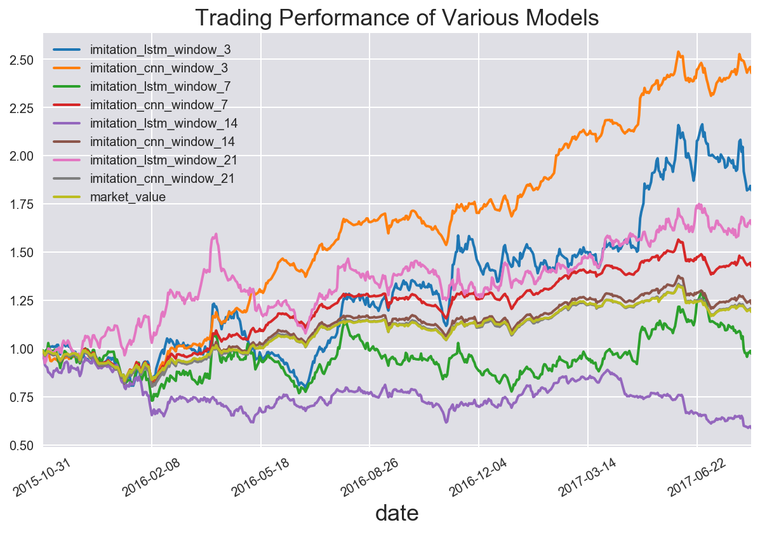 Trading Performance of Various Models
imitation_lstm_window_3
imitation_cnn_window_3
imitation_lstm_window_7
imitation_cnn_window_7
imitation_lstm_window_14
imitation_cnn_window_14
imitation_lstm_window_21
imitation_cnn_window_21
market_value
2.50
2.25
2.00
1.75
1.50
1.25
1.00
0.75
0.50
2015-10-31
2016-02-08
2016-05-18
2016-08-26
2016-12-04
2017-03-14
2017-06-22
date